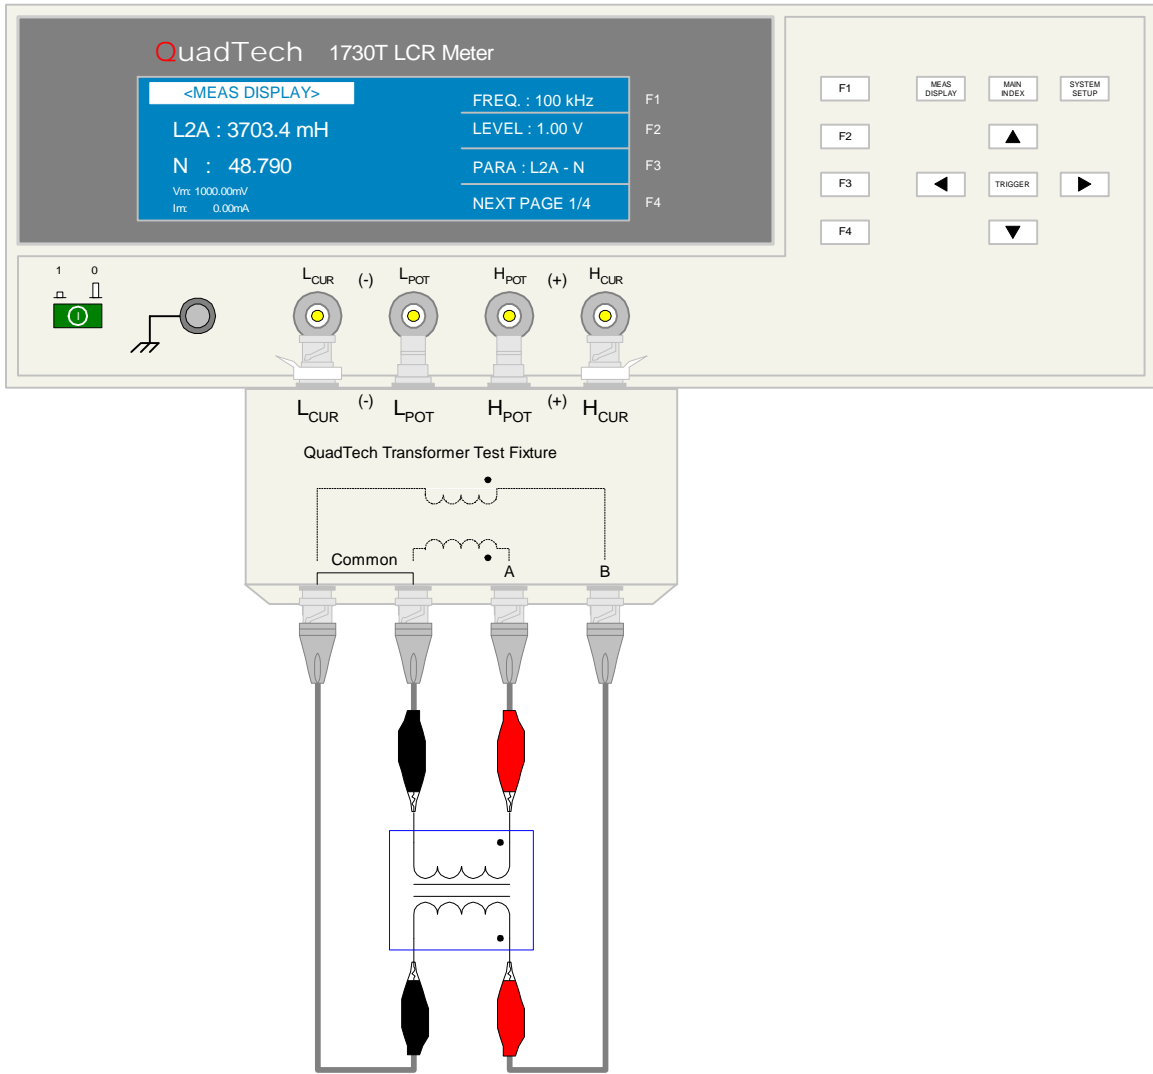 QuadTech 1730T LCR Meter
<MEAS DISPLAY>
L2A : 3703.4 mH
N : 48.790
Vm: 1000.00mV
Im: 0.00mA
FREQ. : 100 kHz
LEVEL : 1.00 V
PARA : L2A - N
NEXT PAGE 1/4
F1
F2
F3
F4
F1
F2
F3
F4
MEAS
DISPLAY
MAIN
INDEX
SYSTEM
SETUP
TRIGGER
1 0
I
LCUR (-) LPOT HPOT (+) HCUR
LCUR (-) LPOT HPOT (+) HCUR
QuadTech Transformer Test Fixture
Common A B